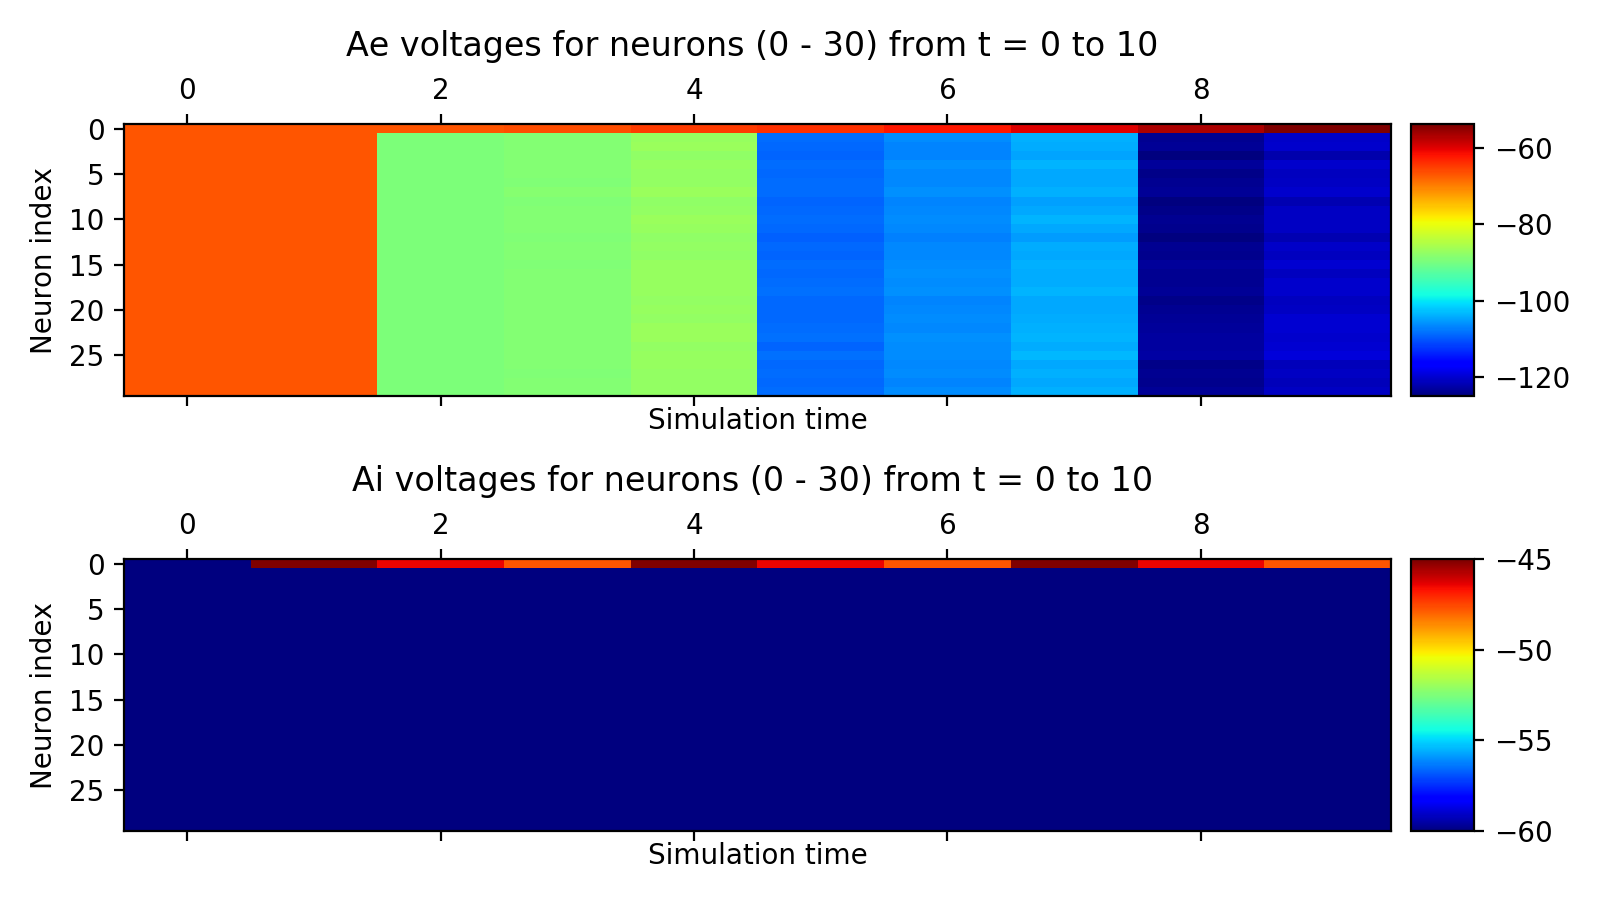 Ae voltages for neurons (0 - 30) from t = 0 to 10
0 2 4 6 8
Neuron index
0
5
10
15
20
25
Simulation time
−60
−80
−100
−120
Ai voltages for neurons (0 - 30) from t = 0 to 10
0 2 4 6 8
Neuron index
0
5
10
15
20
25
Simulation time
−45
−50
−55
−60